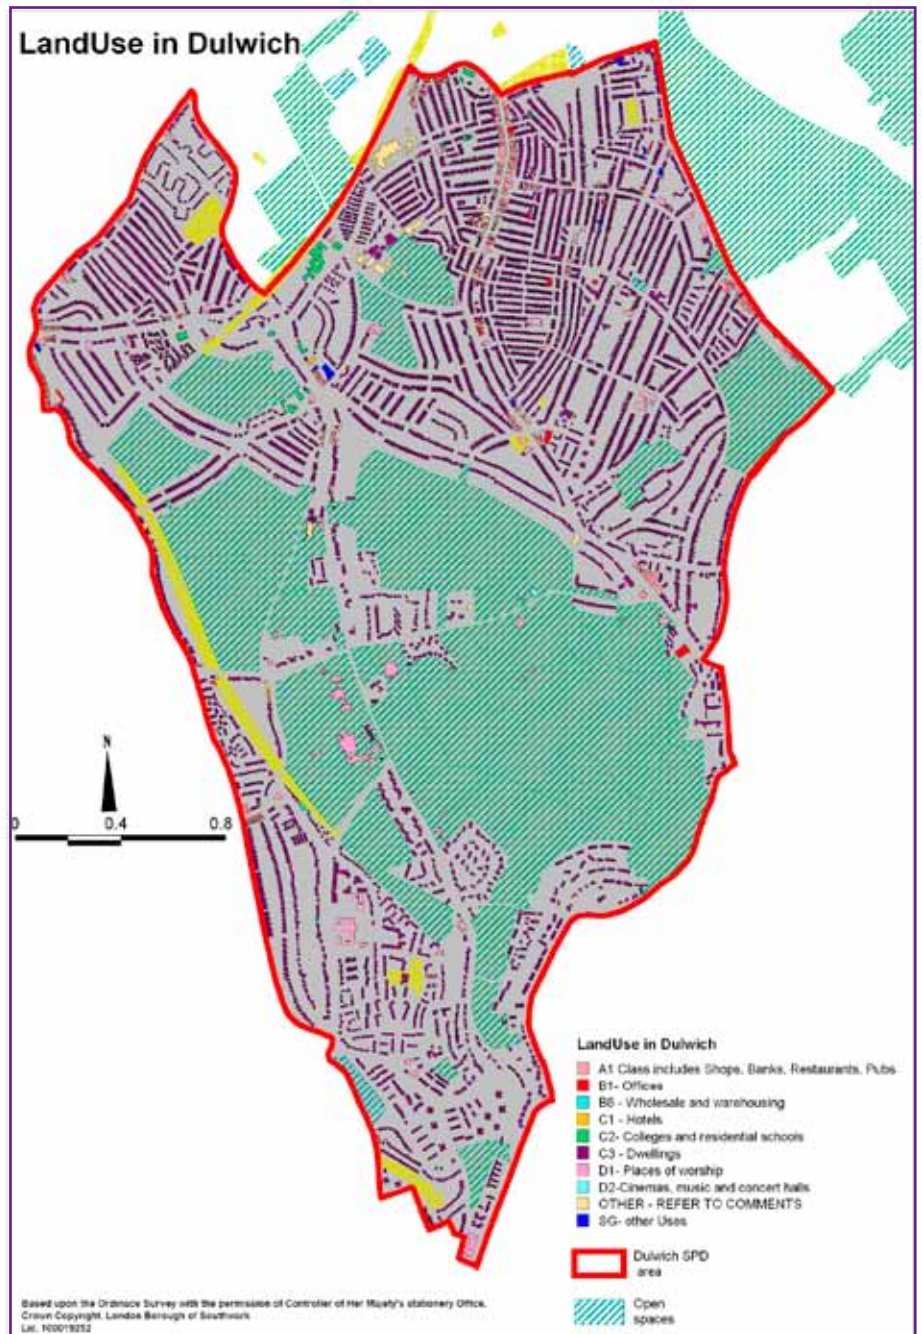 LandUse in Dulwich
N
0 0.4 0.8
LandUse in Dulwich
A1 Class includes Shops, Banks, Restaurants, Pubs
B1- Offices
B8 - Wholesale and warehousing
C1 - Hotels
C2- Colleges and residential schools
C3 - Dwellings
D1- Places of worship
D2-Cinemas, music and concert halls
OTHER - REFER TO COMMENTS
SG- other Uses
Dulwich SPD
area
Open
spaces
Based upon the Ordnance Survey with the permission of Controller of Her Majesty's stationery Office.
Crown Copyright, London Borough of Southwark
Lic. 100019252